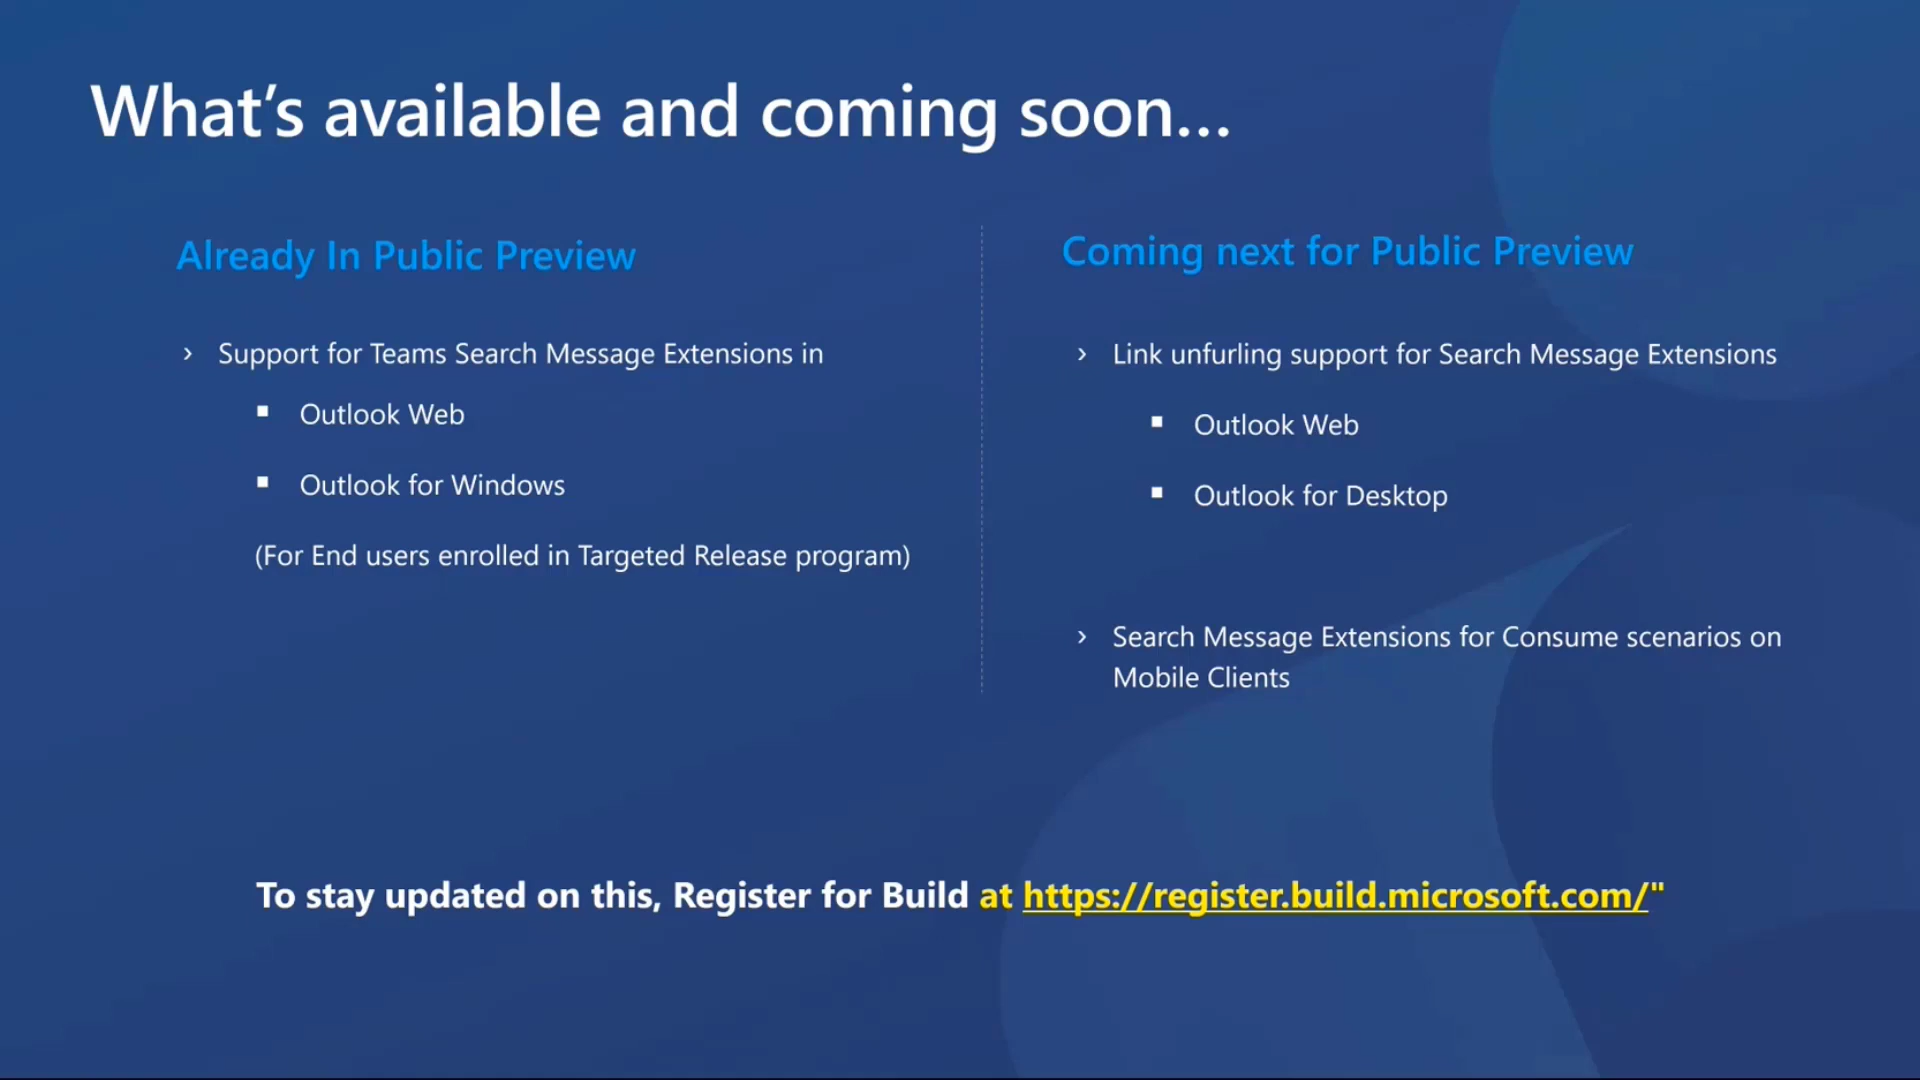 What's available and coming soon...
Already In Public Preview
› Support for Teams Search Message Extensions in
▪ Outlook Web
▪ Outlook for Windows
(For End users enrolled in Targeted Release program)
Coming next for Public Preview
› Link unfurling support for Search Message Extensions
▪ Outlook Web
▪ Outlook for Desktop
› Search Message Extensions for Consume scenarios on
Mobile Clients
To stay updated on this, Register for Build at https://register.build.microsoft.com/"